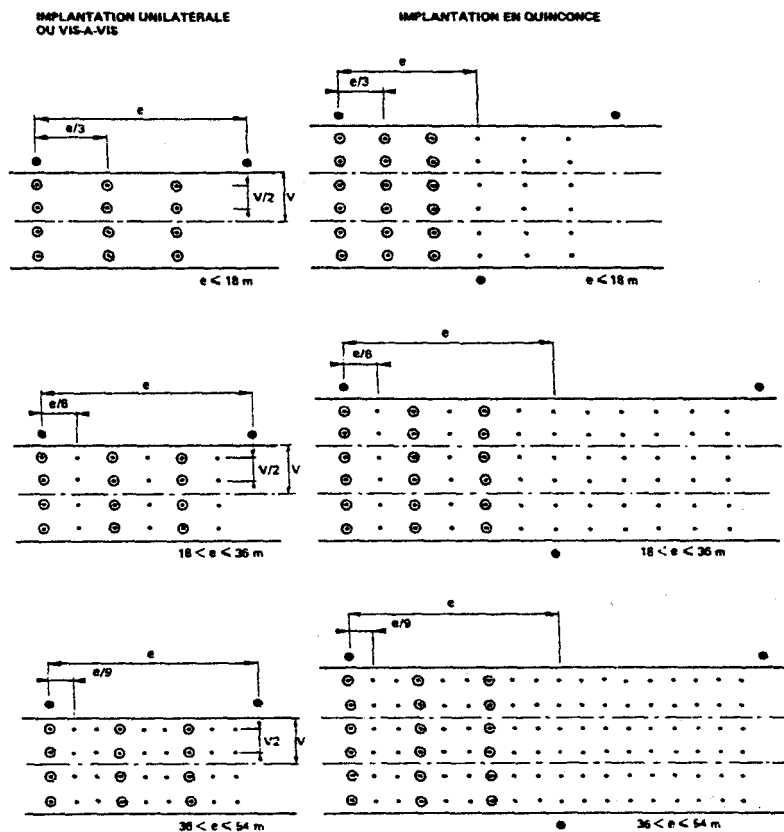 IMPLANTATION UNILATÉRALE
OU VIS-A-VIS
IMPLANTATION EN QUINCONCE
e
e/3
V/2
V
e ≤ 18 m
e
e/3
e ≤ 18 m
e
e/6
V/2
V
18 < e ≤ 36 m
e
e/6
18 < e ≤ 36 m
e
e/9
V/2
V
36 < e ≤ 54 m
e
e/9
36 < e ≤ 54 m